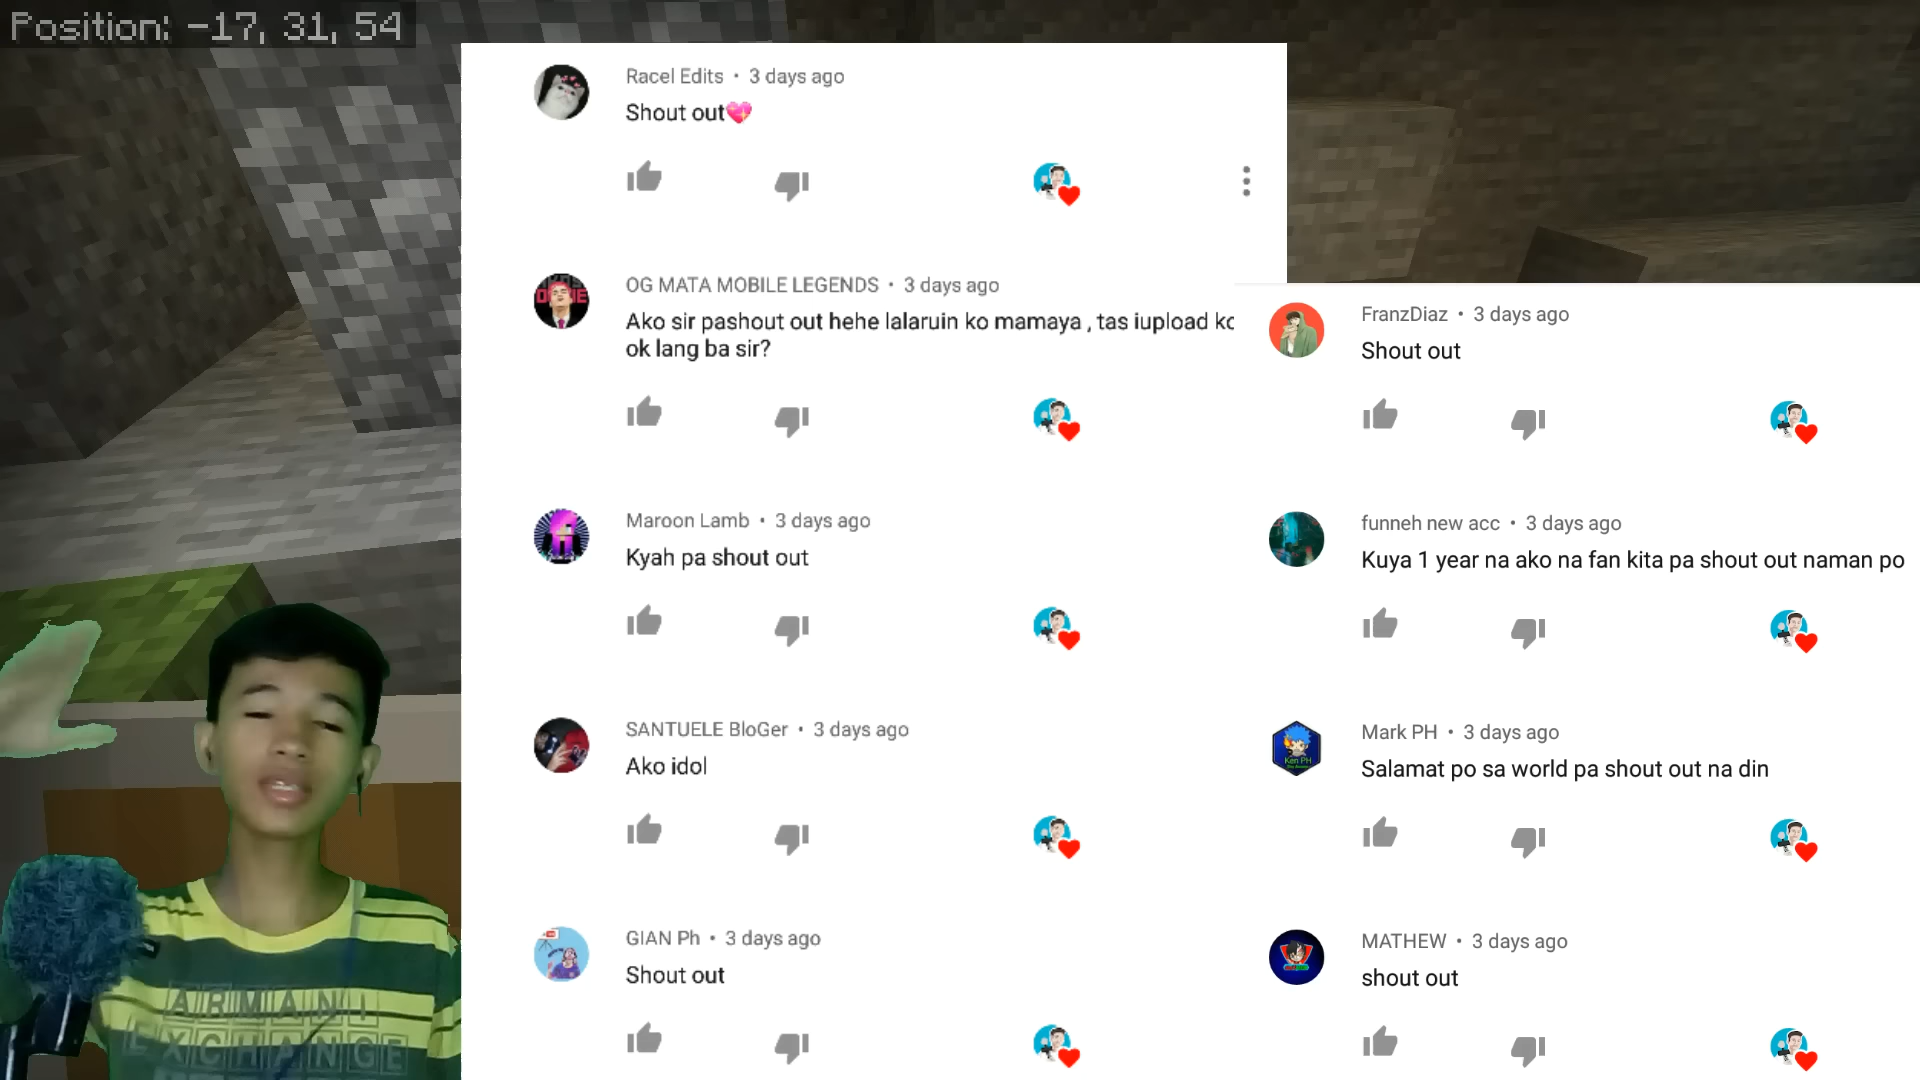 Position: -17, 31, 54
Racel Edits • 3 days ago
Shout out💖
OG MATA MOBILE LEGENDS • 3 days ago
Ako sir pashout out hehe lalaruin ko mamaya , tas iupload ko
ok lang ba sir?
Maroon Lamb • 3 days ago
Kyah pa shout out
SANTUELE BloGer • 3 days ago
Ako idol
GIAN Ph • 3 days ago
Shout out
FranzDiaz • 3 days ago
Shout out
funneh new acc • 3 days ago
Kuya 1 year na ako na fan kita pa shout out naman po
Mark PH • 3 days ago
Ken PH
Salamat po sa world pa shout out na din
MATHEW • 3 days ago
shout out
ARMANI
EXCHANGE